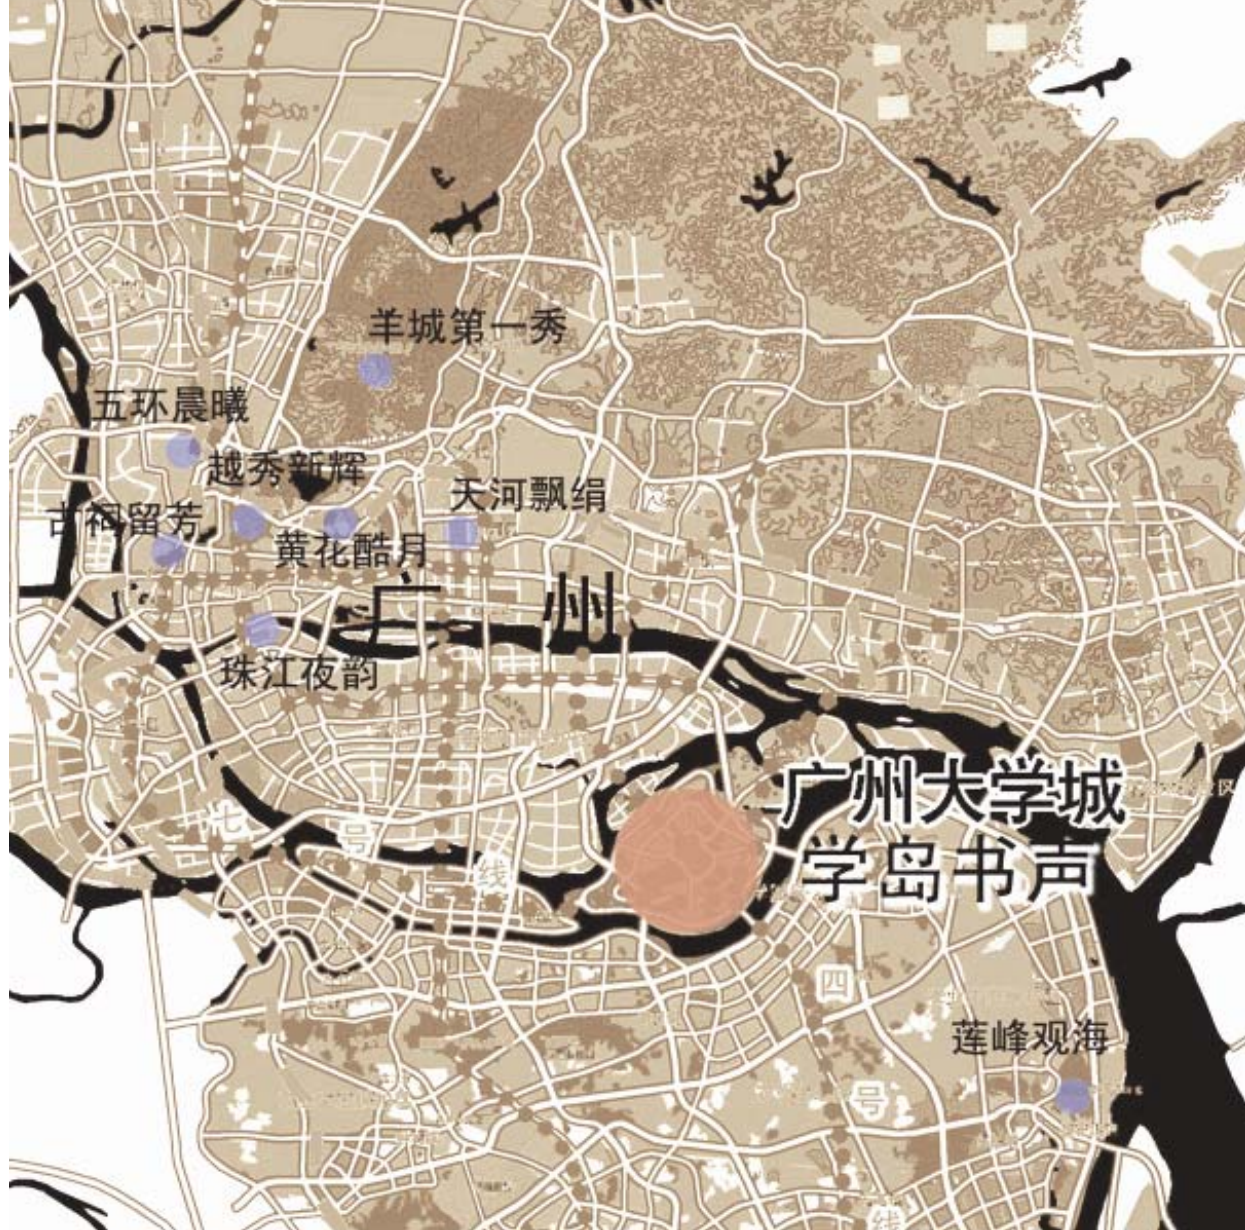 羊城第一秀
五环晨曦
越秀新辉
天河飘绢
古祠留芳
黄花酷月
广 州
珠江夜韵
广州大学城
学岛书声
七号线
四号线
莲峰观海